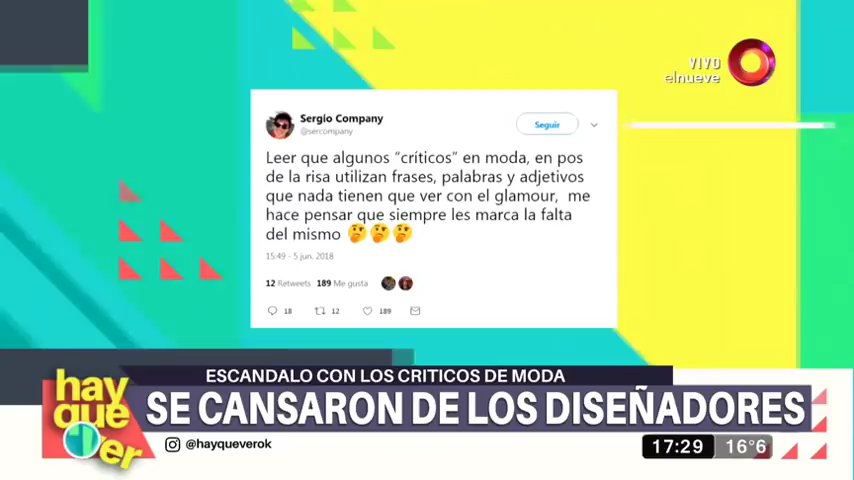 VIVO
elnueve
Sergio Company
@sercompany
Seguir
Leer que algunos “críticos” en moda, en pos
de la risa utilizan frases, palabras y adjetivos
que nada tienen que ver con el glamour, me
hace pensar que siempre les marca la falta
del mismo 🤔🤔🤔
15:49 - 5 jun. 2018
12 Retweets 189 Me gusta
18 12 189
ESCANDALO CON LOS CRITICOS DE MODA
hay que ver
SE CANSARON DE LOS DISEÑADORES
@hayqueverok
17:29 16°6